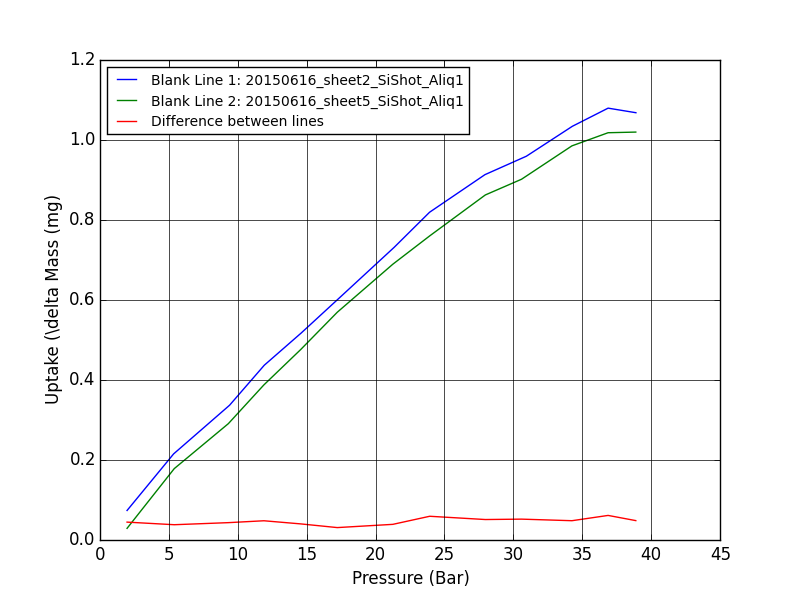 1.2
Blank Line 1: 20150616_sheet2_SiShot_Aliq1
Blank Line 2: 20150616_sheet5_SiShot_Aliq1
Difference between lines
1.0
0.8
0.6
0.4
0.2
0.0
Uptake (\delta Mass (mg)
0 5 10 15 20 25 30 35 40 45
Pressure (Bar)